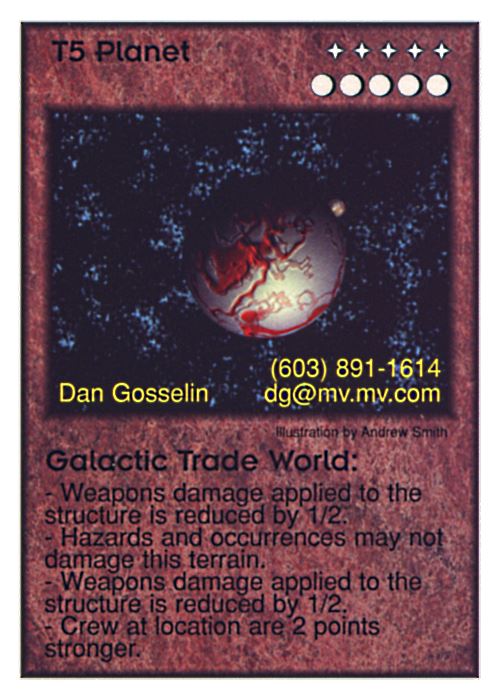 T5 Planet
(603) 891-1614
Dan Gosselin dg@mv.mv.com
Illustration by Andrew Smith
Galactic Trade World:
- Weapons damage applied to the
structure is reduced by 1/2.
- Hazards and occurrences may not
damage this terrain.
- Weapons damage applied to the
structure is reduced by 1/2.
- Crew at location are 2 points
stronger.